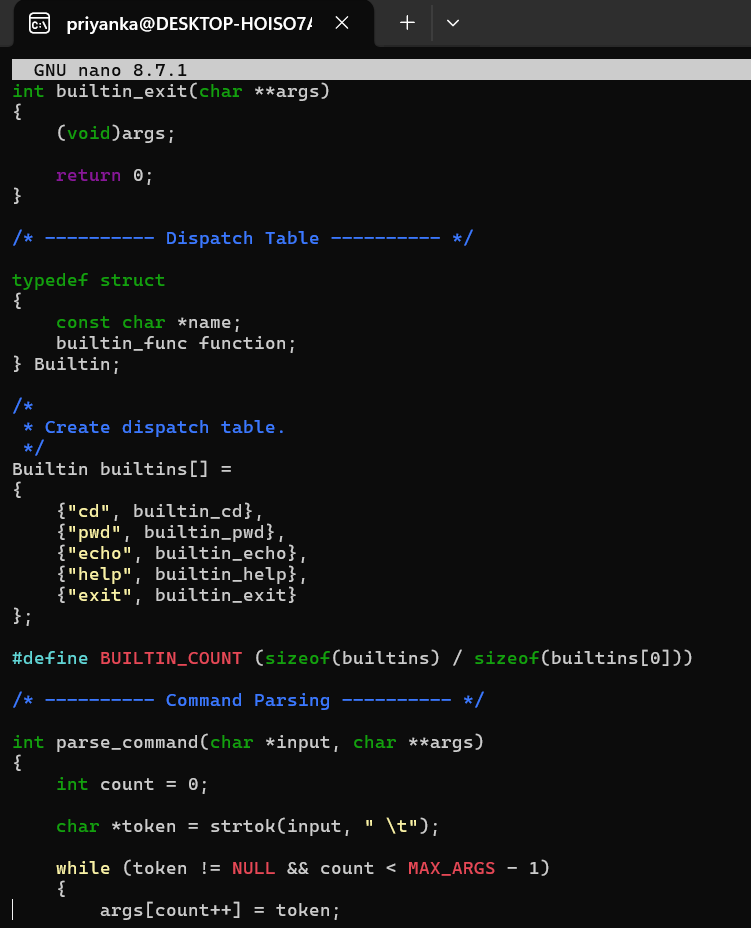 priyanka@DESKTOP-HOISO7
GNU nano 8.7.1
int builtin_exit(char **args)
{
    (void)args;

    return 0;
}

/* ---------- Dispatch Table ---------- */

typedef struct
{
    const char *name;
    builtin_func function;
} Builtin;

/*
 * Create dispatch table.
 */
Builtin builtins[] =
{
    {"cd", builtin_cd},
    {"pwd", builtin_pwd},
    {"echo", builtin_echo},
    {"help", builtin_help},
    {"exit", builtin_exit}
};

#define BUILTIN_COUNT (sizeof(builtins) / sizeof(builtins[0]))

/* ---------- Command Parsing ---------- */

int parse_command(char *input, char **args)
{
    int count = 0;

    char *token = strtok(input, " \t");

    while (token != NULL && count < MAX_ARGS - 1)
    {
        args[count++] = token;